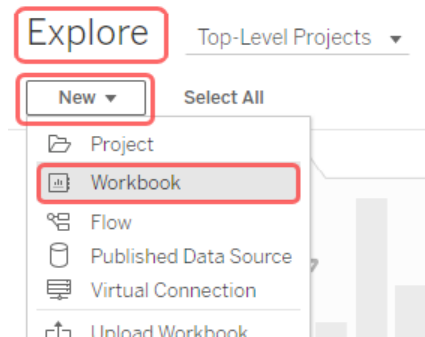 Explore Top-Level Projects
New Select All
Project
Workbook
Flow
Published Data Source
Virtual Connection
Upload Workbook